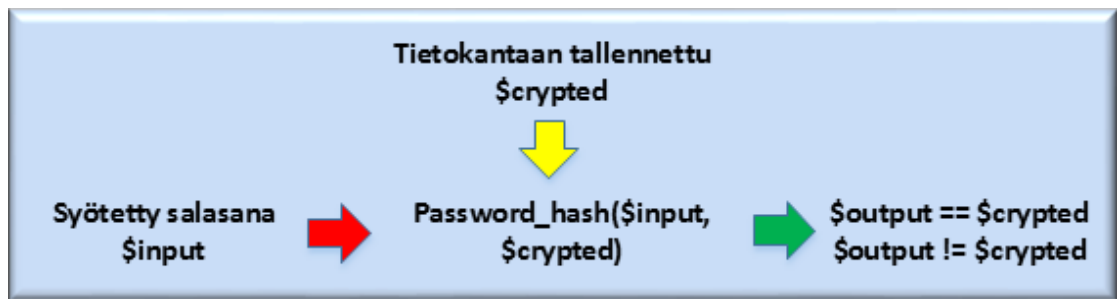 Tietokantaan tallennettu
$crypted
Syötetty salasana
$input
Password_hash($input,
$crypted)
$output == $crypted
$output != $crypted